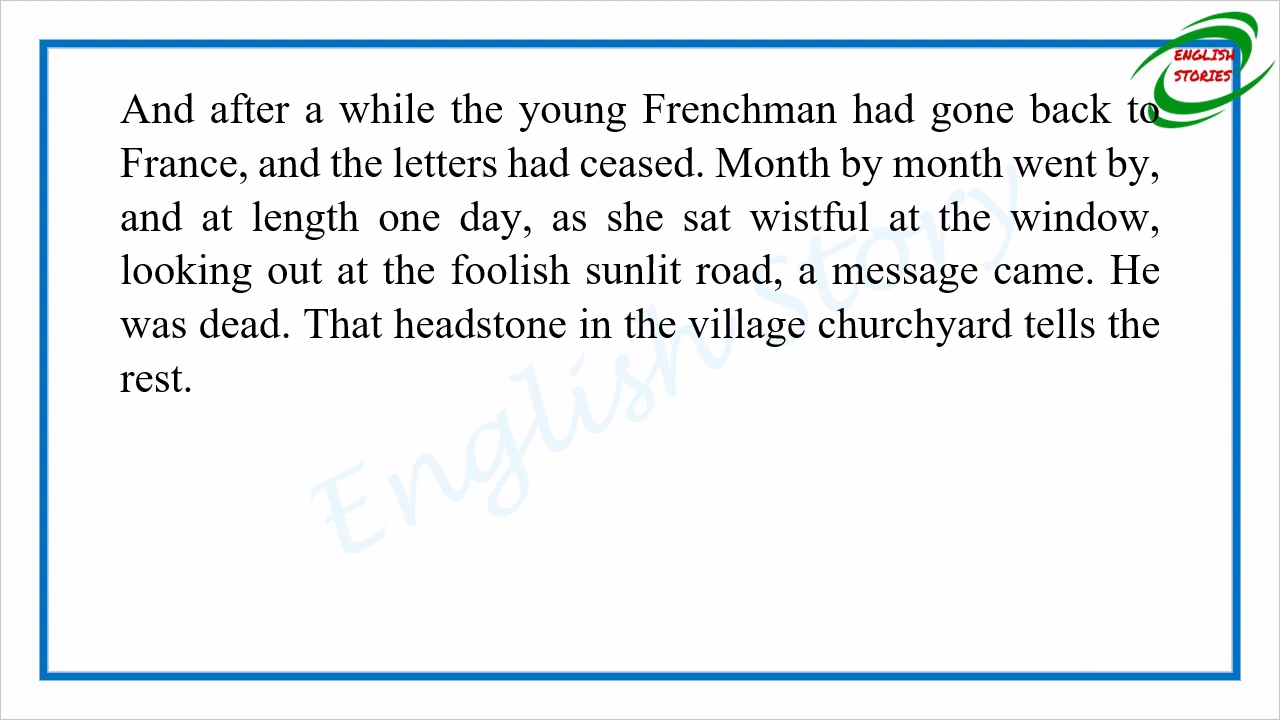 ENGLISH
STORIES
And after a while the young Frenchman had gone back to
France, and the letters had ceased. Month by month went by,
and at length one day, as she sat wistful at the window,
looking out at the foolish sunlit road, a message came. He
was dead. That headstone in the village churchyard tells the
rest.
English Story